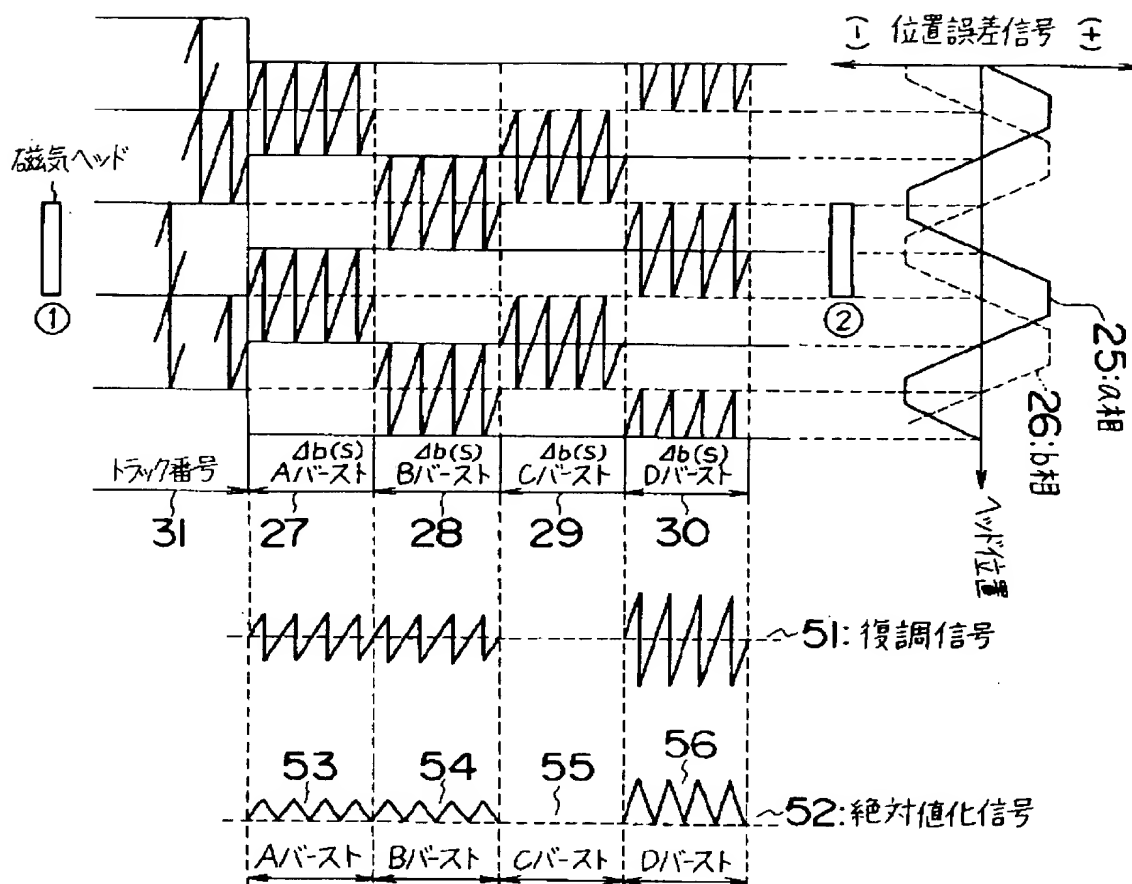 (−) 位置誤差信号 (+)
磁気ヘッド
①
②
25:a相
26:b相
ヘッド位置
トラック番号
31
Δb(S)
Aバースト
27
Δb(S)
Bバースト
28
Δb(S)
Cバースト
29
Δb(S)
Dバースト
30
51:復調信号
53
54
55
56
52:絶対値化信号
Aバースト
Bバースト
Cバースト
Dバースト